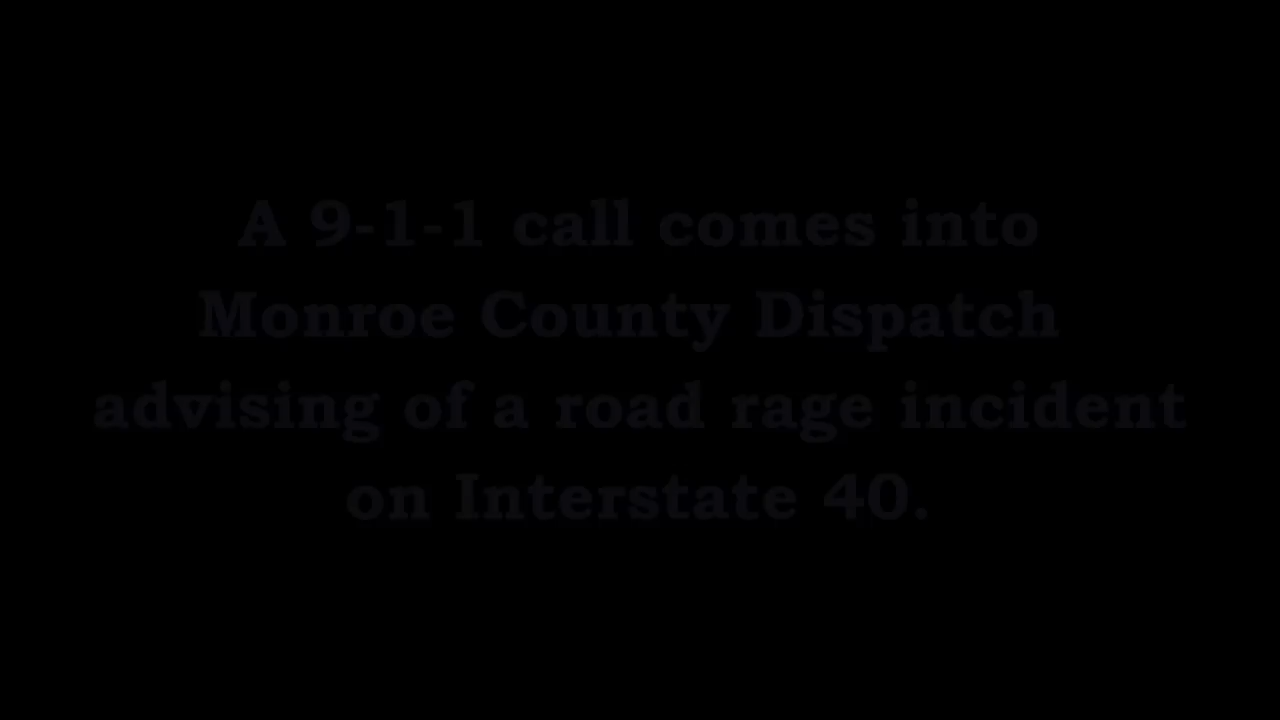 A 9-1-1 call comes into
Monroe County Dispatch
advising of a road rage incident
on Interstate 40.